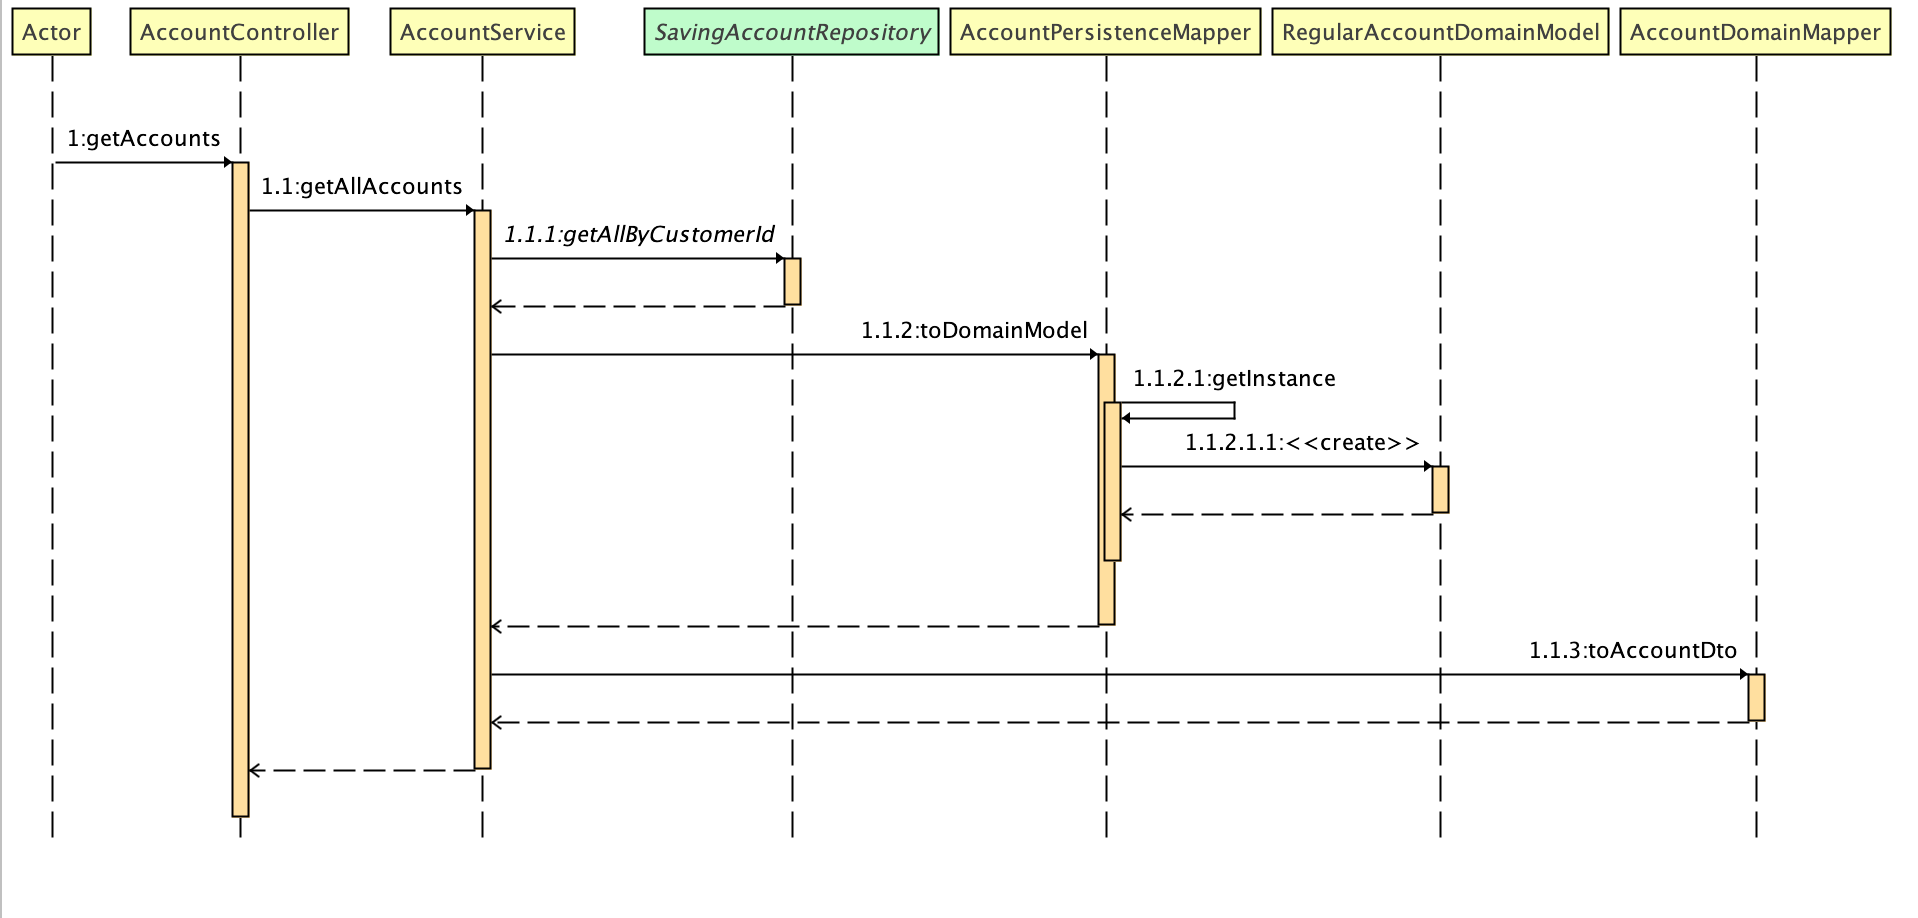 Actor
AccountController
AccountService
SavingAccountRepository
AccountPersistenceMapper
RegularAccountDomainModel
AccountDomainMapper
1:getAccounts
1.1:getAllAccounts
1.1.1:getAllByCustomerId
1.1.2:toDomainModel
1.1.2.1:getInstance
1.1.2.1.1:<<create>>
1.1.3:toAccountDto